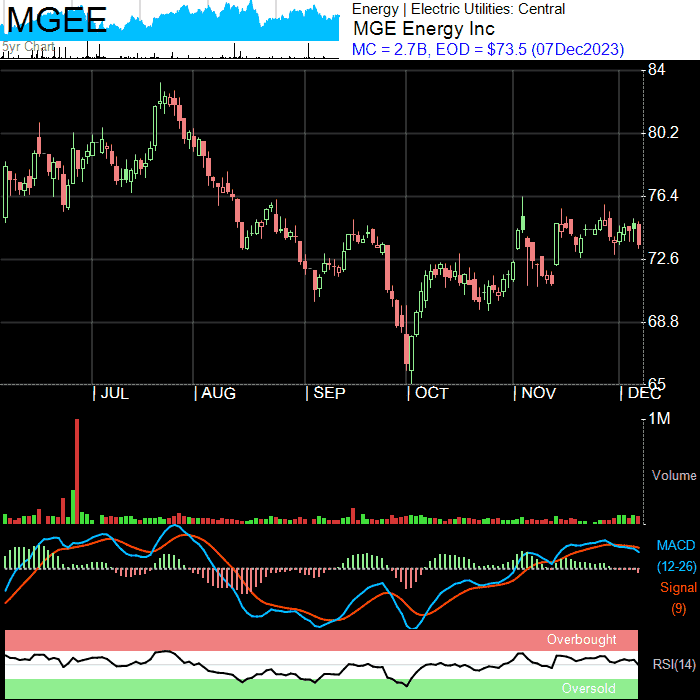 MGEE
5yr Chart
Energy | Electric Utilities: Central
MGE Energy Inc
MC = 2.7B, EOD = $73.5 (07Dec2023)
84
80.2
76.4
72.6
68.8
65
| JUL | AUG | SEP | OCT | NOV | DEC
1M
Volume
MACD
(12-26)
Signal
(9)
Overbought
RSI(14)
Oversold